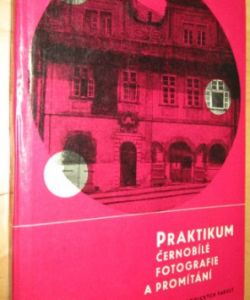 PRAKTIKUM
ČERNOBÍLÉ
FOTOGRAFIE
A PROMÍTÁNÍ